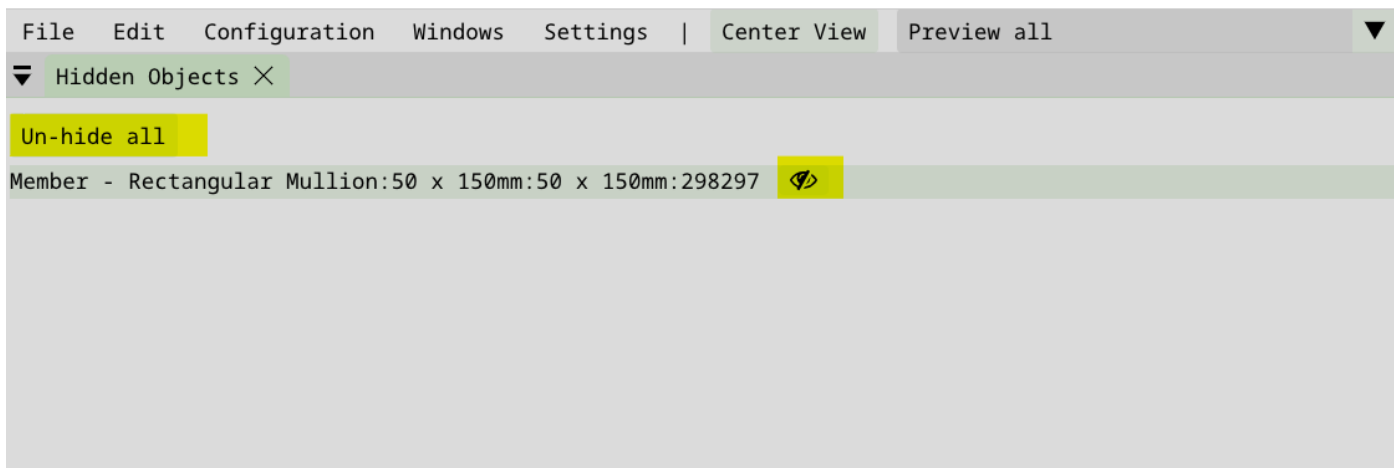 File Edit Configuration Windows Settings | Center View Preview all
Hidden Objects
Un-hide all
Member - Rectangular Mullion:50 x 150mm:50 x 150mm:298297